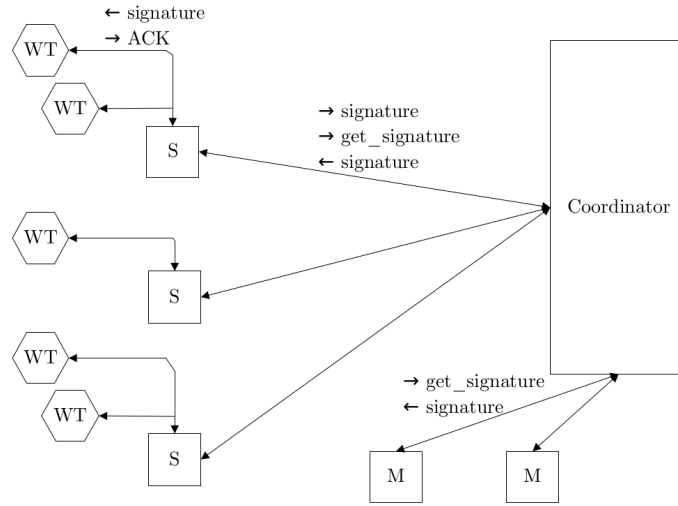 ← signature
→ ACK
WT
WT
S
→ signature
→ get_signature
← signature
Coordinator
WT
S
WT
WT
S
→ get_signature
← signature
M
M